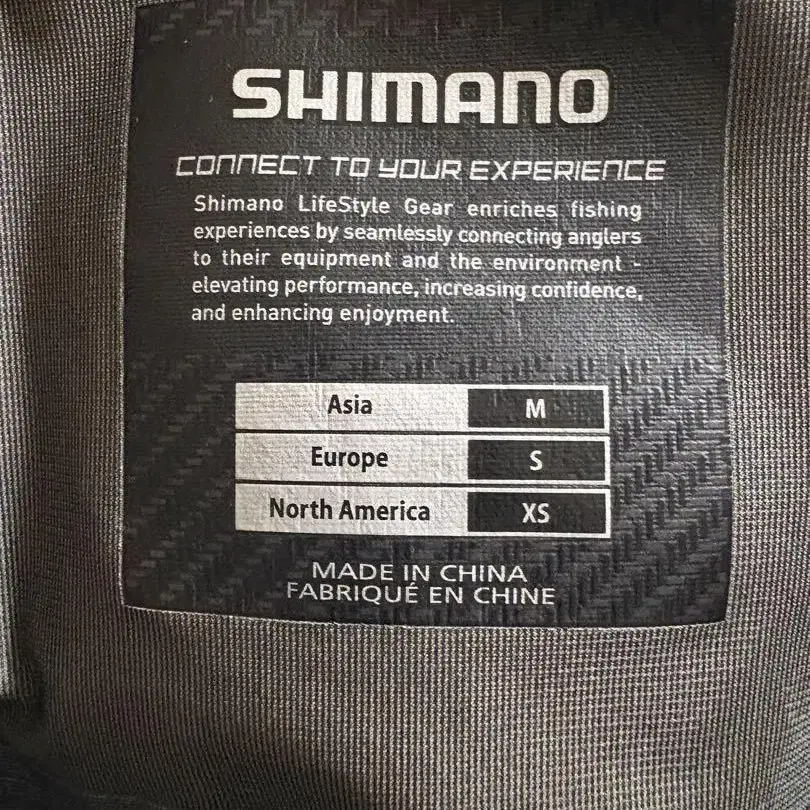 SHIMANO
CONNECT TO YOUR EXPERIENCE
Shimano LifeStyle Gear enriches fishing
experiences by seamlessly connecting anglers
to their equipment and the environment -
elevating performance, increasing confidence,
and enhancing enjoyment.
Asia M
Europe S
North America XS
MADE IN CHINA
FABRIQUÉ EN CHINE